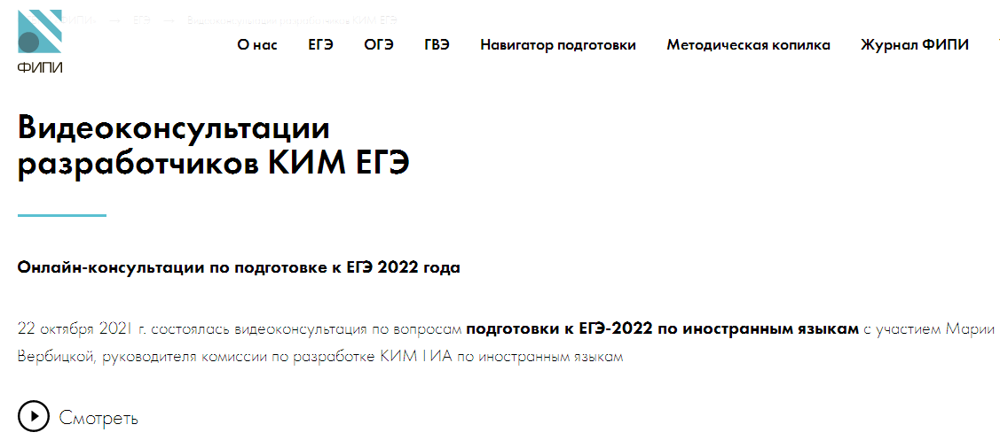 ФИПИ — ЕГЭ — Видеоконсультации разработчиков КИМ ЕГЭ
ФИПИ
О нас ЕГЭ ОГЭ ГВЭ Навигатор подготовки Методическая копилка Журнал ФИПИ
Видеоконсультации
разработчиков КИМ ЕГЭ
Онлайн-консультации по подготовке к ЕГЭ 2022 года
22 октября 2021 г. состоялась видеоконсультация по вопросам подготовки к ЕГЭ-2022 по иностранным языкам с участием Марии
Вербицкой, руководителя комиссии по разработке КИМ ГИА по иностранным языкам
Смотреть